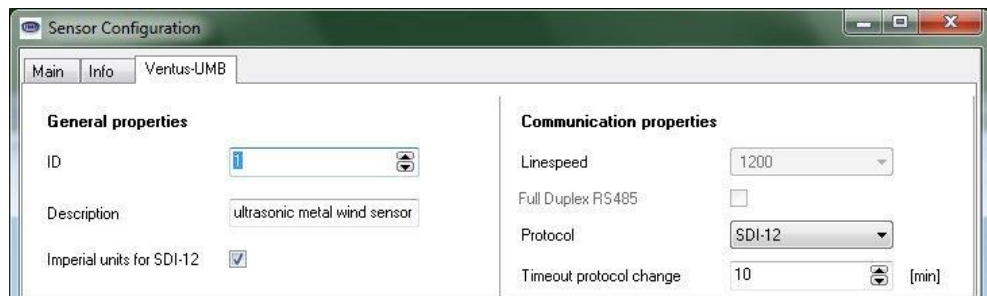 Sensor Configuration
Main Info Ventus-UMB
General properties
ID 1
Description ultrasonic metal wind sensor
Imperial units for SDI-12
Communication properties
Linespeed 1200
Full Duplex RS485
Protocol SDI-12
Timeout protocol change 10 [min]